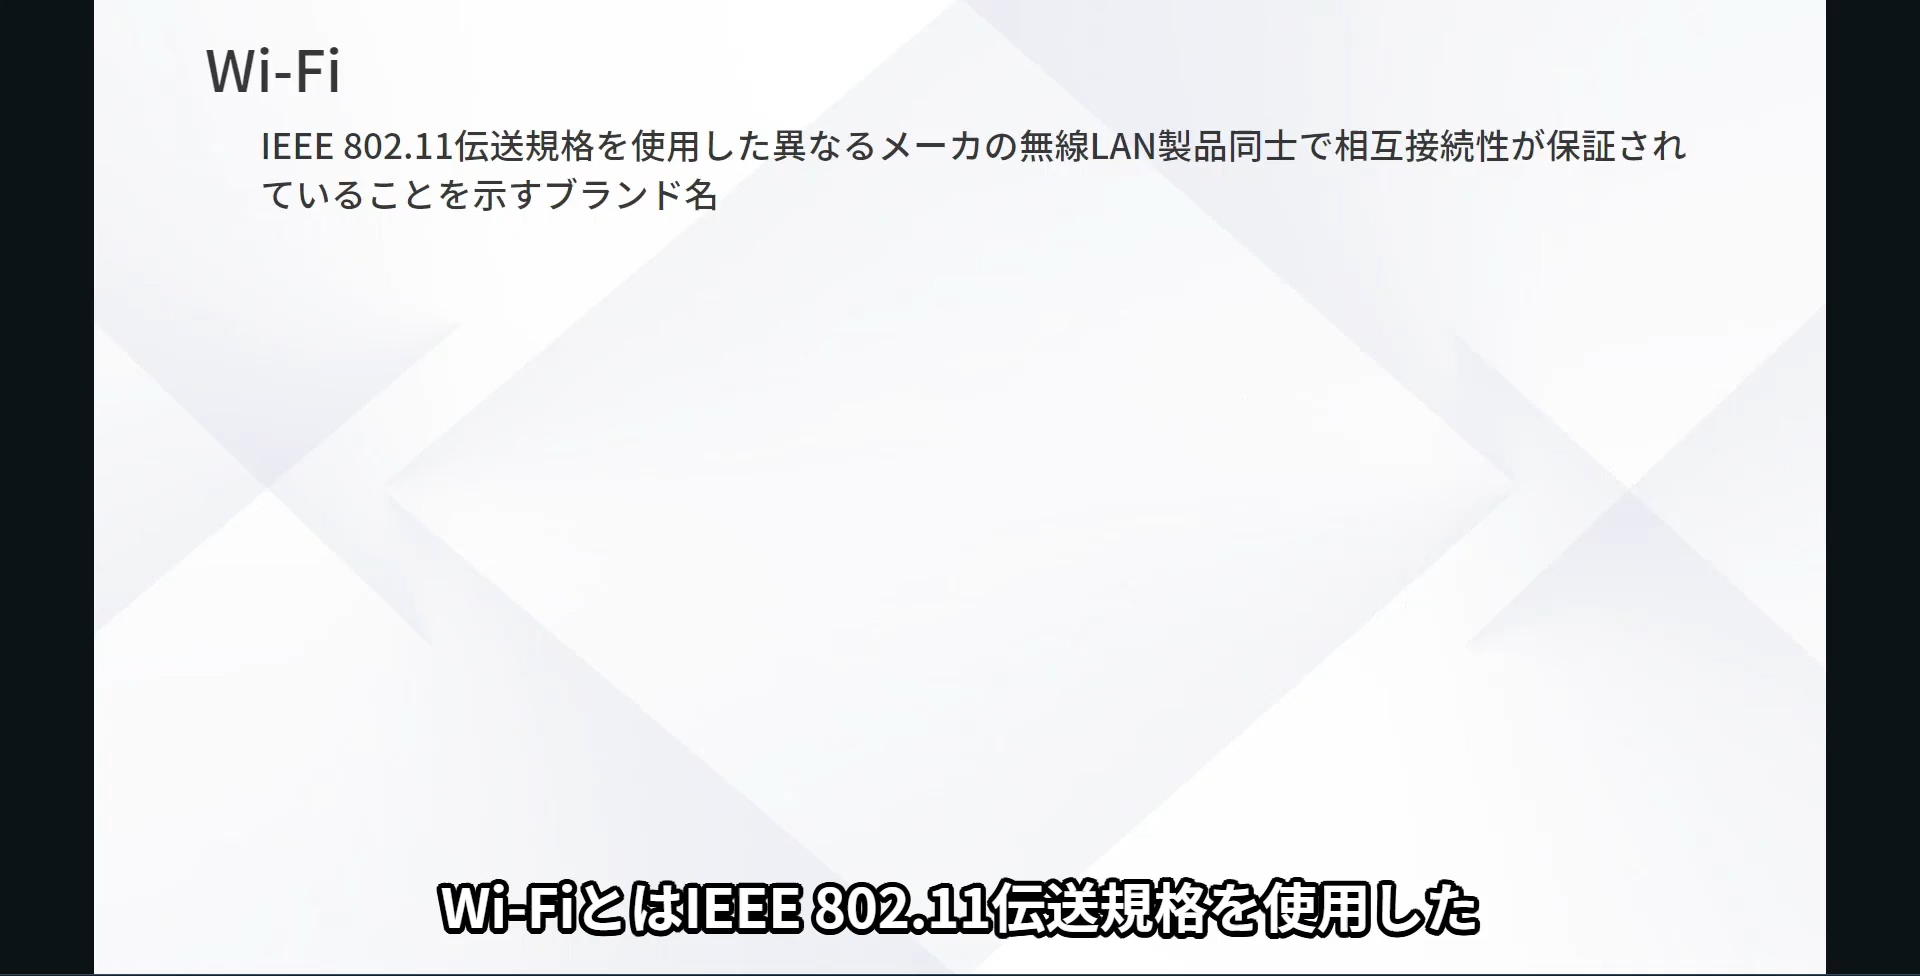 Wi-Fi
IEEE 802.11伝送規格を使用した異なるメーカの無線LAN製品同士で相互接続性が保証され
ていることを示すブランド名
Wi-FiとはIEEE 802.11伝送規格を使用した